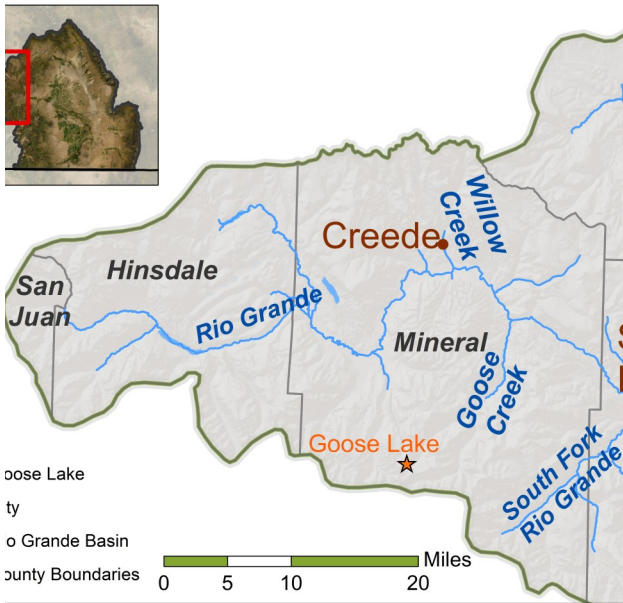 Willow
Creek
Creede
Hinsdale
San
Juan
Rio Grande
Mineral
Goose
Creek
Goose Lake
South Fork
Rio Grande
oose Lake
ty
o Grande Basin
ounty Boundaries
Miles
0 5 10 20